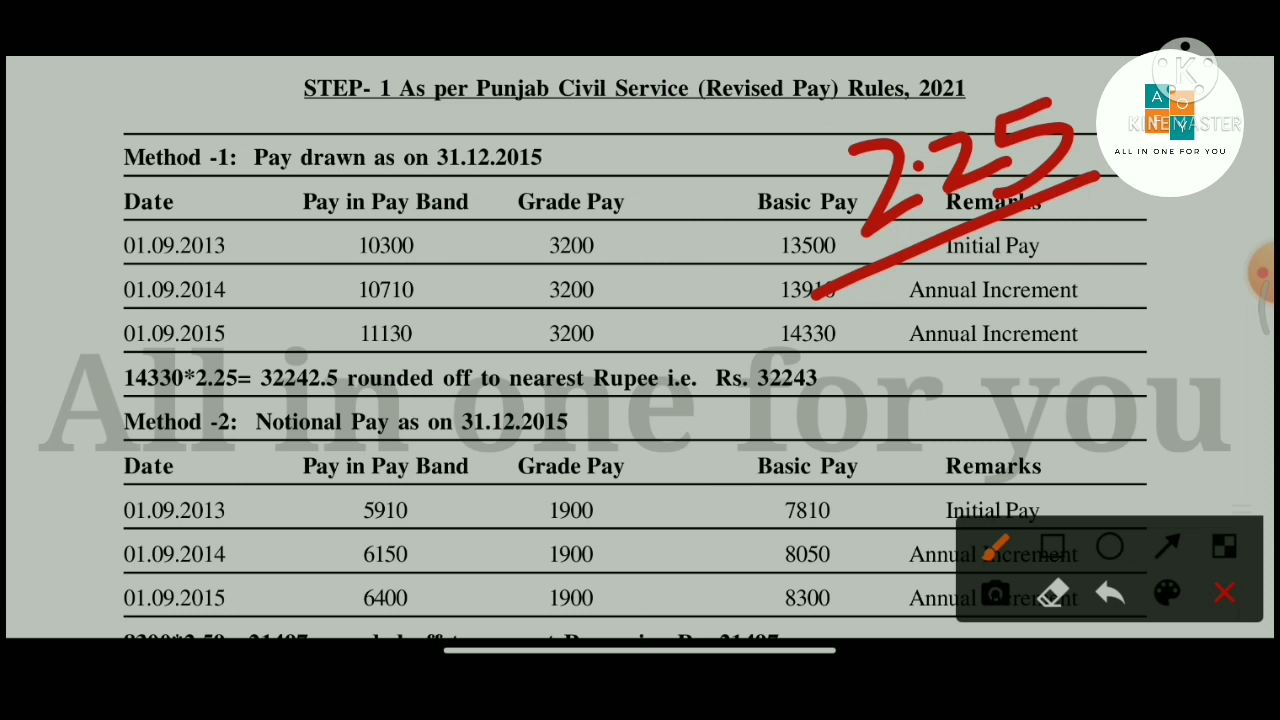 STEP- 1 As per Punjab Civil Service (Revised Pay) Rules, 2021
2.25
KINEMASTER
A O
F Y
ALL IN ONE FOR YOU
Method -1: Pay drawn as on 31.12.2015
Date Pay in Pay Band Grade Pay Basic Pay Remarks
01.09.2013 10300 3200 13500 Initial Pay
01.09.2014 10710 3200 13910 Annual Increment
01.09.2015 11130 3200 14330 Annual Increment
14330*2.25= 32242.5 rounded off to nearest Rupee i.e. Rs. 32243
All in one for you
Method -2: Notional Pay as on 31.12.2015
Date Pay in Pay Band Grade Pay Basic Pay Remarks
01.09.2013 5910 1900 7810 Initial Pay
01.09.2014 6150 1900 8050 Annual Increment
01.09.2015 6400 1900 8300 Annual Increment